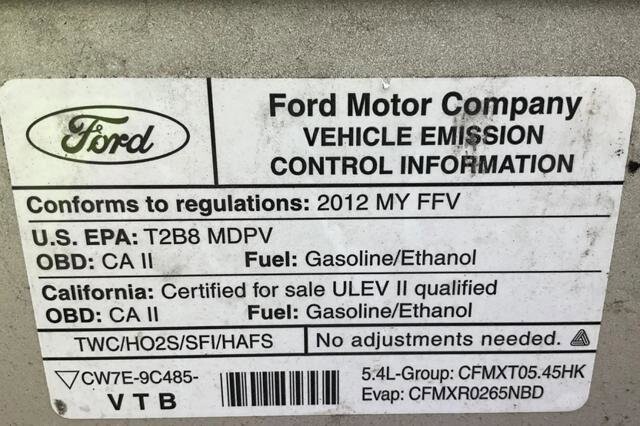 Ford
Ford Motor Company
VEHICLE EMISSION
CONTROL INFORMATION
Conforms to regulations: 2012 MY FFV
U.S. EPA: T2B8 MDPV
OBD: CA II Fuel: Gasoline/Ethanol
California: Certified for sale ULEV II qualified
OBD: CA II Fuel: Gasoline/Ethanol
TWC/HO2S/SFI/HAFS No adjustments needed.
CW7E-9C485- 5.4L-Group: CFMXT05.45HK
VTB Evap: CFMXR0265NBD